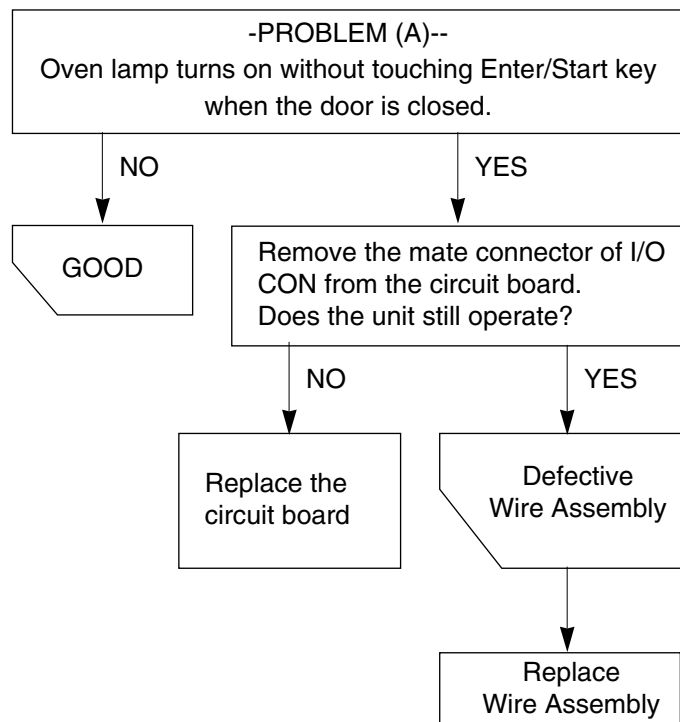 -PROBLEM (A)--
Oven lamp turns on without touching Enter/Start key
when the door is closed.
NO
YES
GOOD
Remove the mate connector of I/O
CON from the circuit board.
Does the unit still operate?
NO
YES
Replace the
circuit board
Defective
Wire Assembly
Replace
Wire Assembly